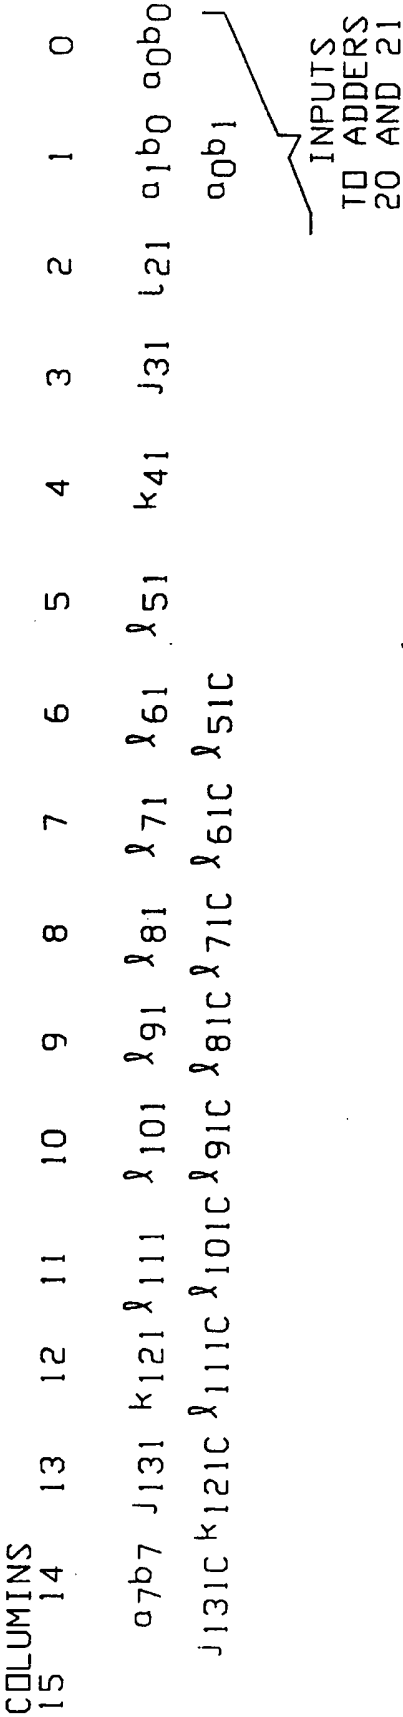 COLUMINS
15 14 13 12 11 10 9 8 7 6 5 4 3 2 1 0
a7b7 j131 k121 ℓ111 ℓ101 ℓ91 ℓ81 ℓ71 ℓ61 ℓ51 k41 j31 i21 a1b0 a0b0
j131C k121C ℓ111C ℓ101C ℓ91C ℓ81C ℓ71C ℓ61C ℓ51C a0b1
INPUTS
TO ADDERS
20 AND 21